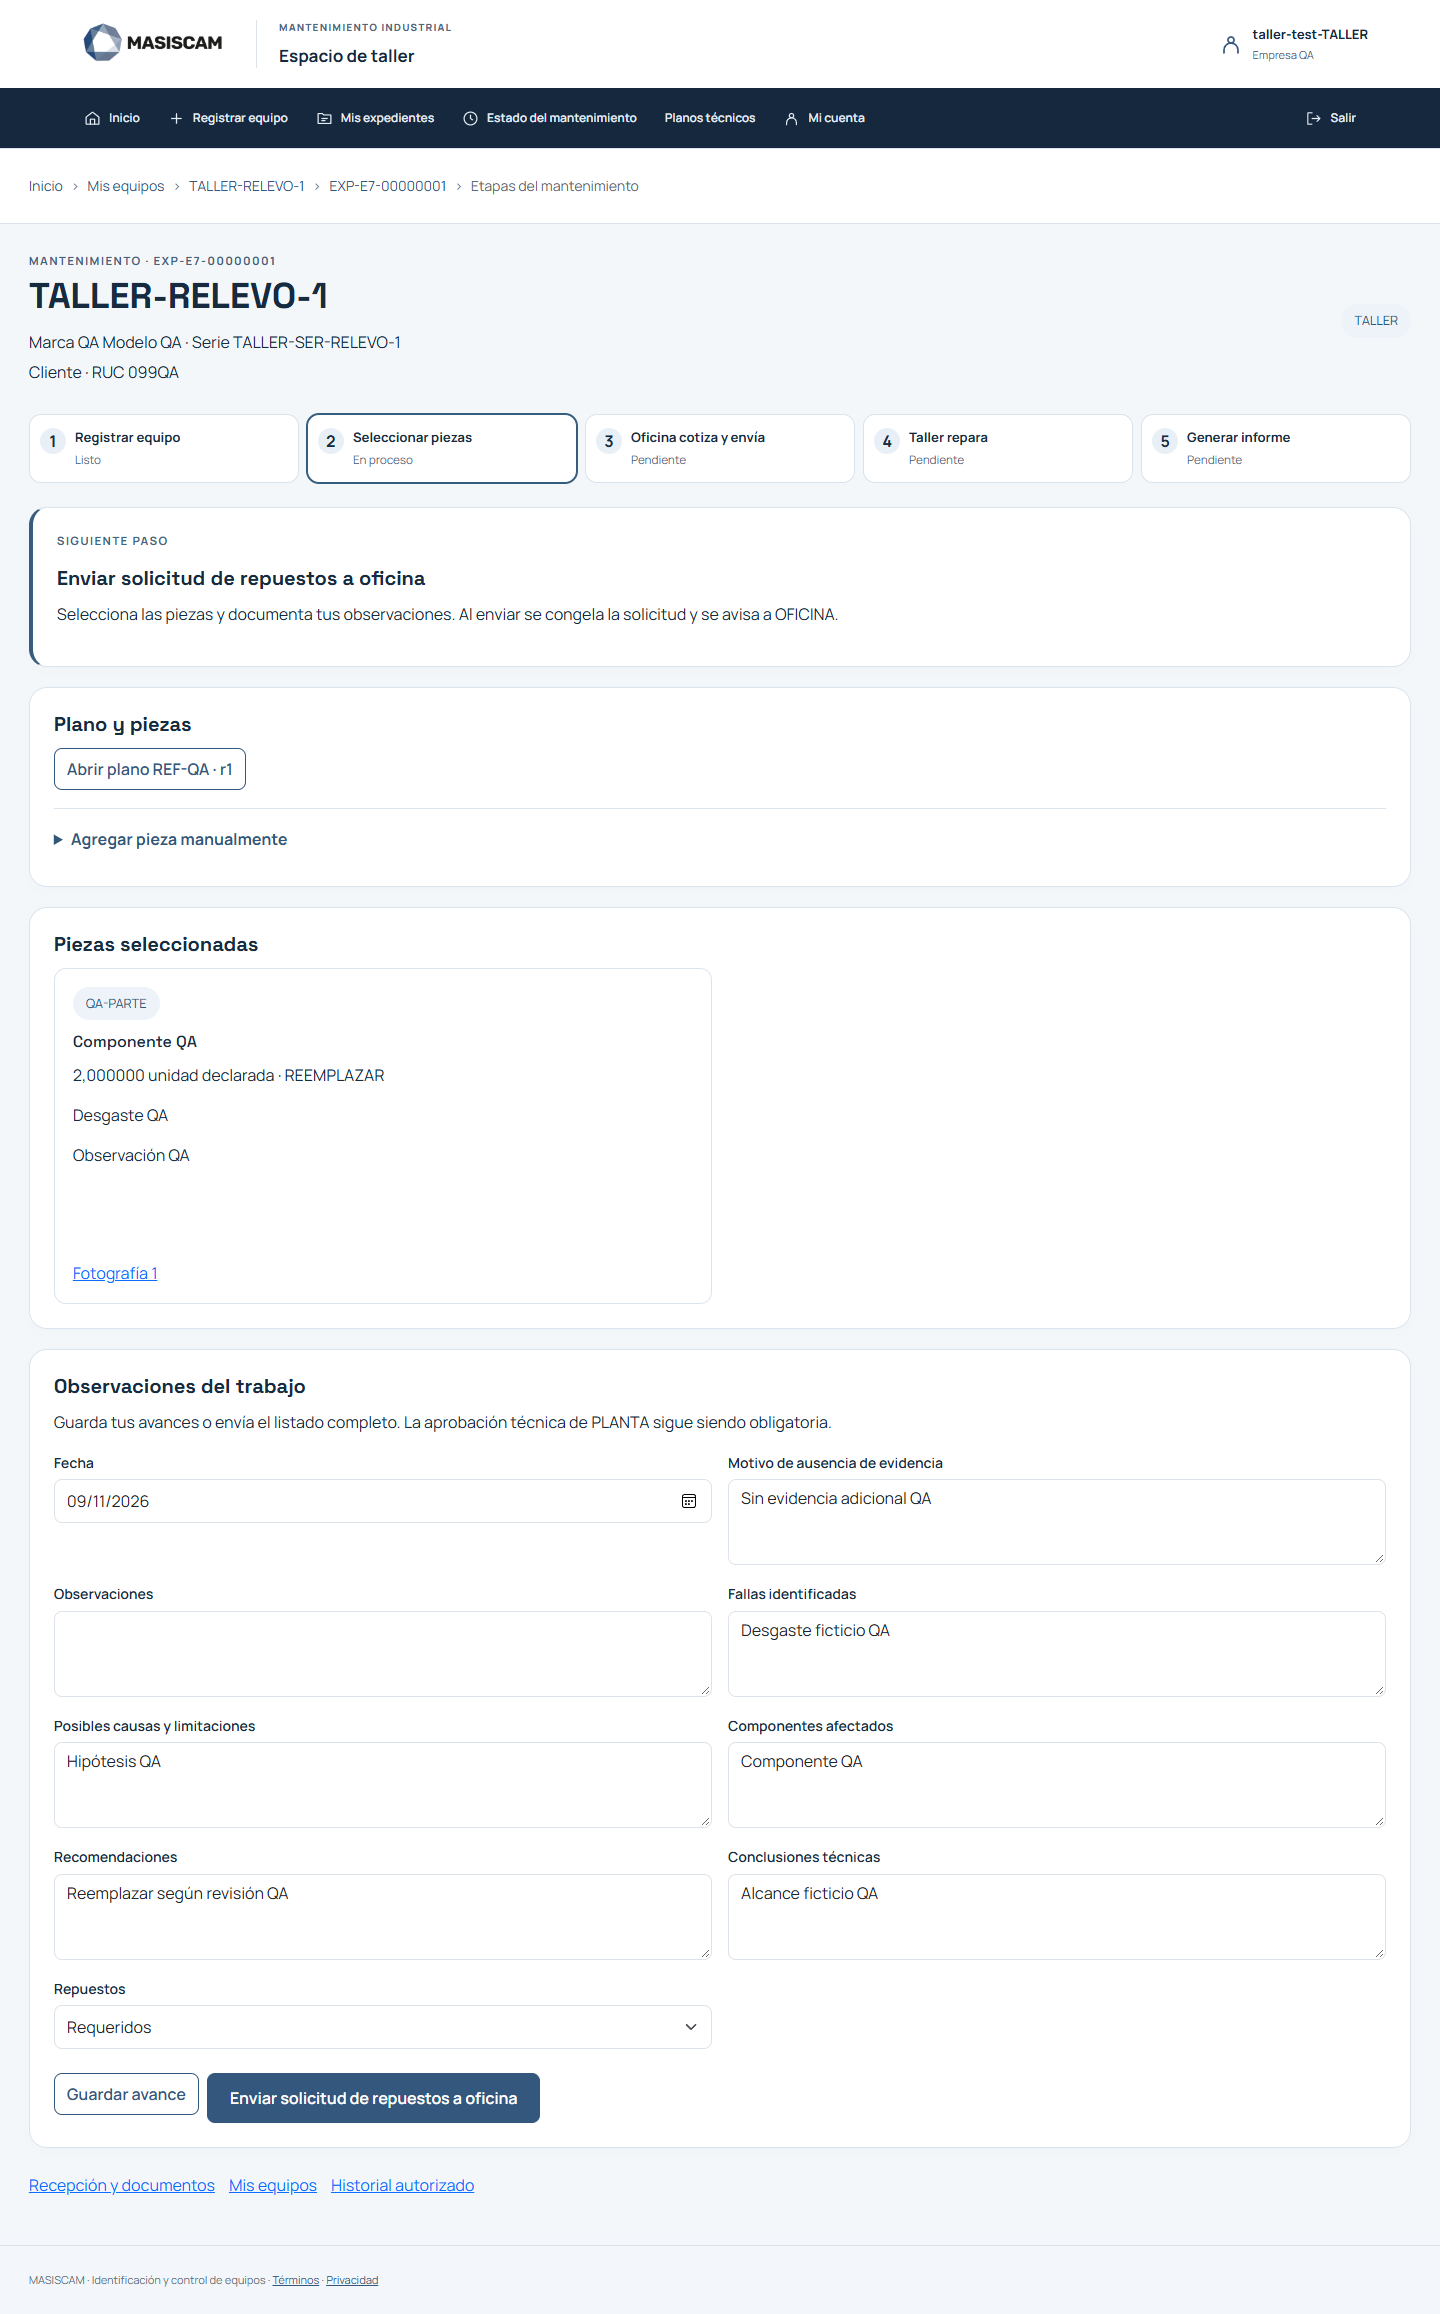 MASISCAM
MANTENIMIENTO INDUSTRIAL
Espacio de taller
taller-test-TALLER
Empresa QA
Inicio
Registrar equipo
Mis expedientes
Estado del mantenimiento
Planos técnicos
Mi cuenta
Salir
Inicio › Mis equipos › TALLER-RELEVO-1 › EXP-E7-00000001 › Etapas del mantenimiento
MANTENIMIENTO · EXP-E7-00000001
TALLER-RELEVO-1
Marca QA Modelo QA · Serie TALLER-SER-RELEVO-1
Cliente · RUC 099QA
TALLER
1 Registrar equipo
Listo
2 Seleccionar piezas
En proceso
3 Oficina cotiza y envía
Pendiente
4 Taller repara
Pendiente
5 Generar informe
Pendiente
SIGUIENTE PASO
Enviar solicitud de repuestos a oficina
Selecciona las piezas y documenta tus observaciones. Al enviar se congela la solicitud y se avisa a OFICINA.
Plano y piezas
Abrir plano REF-QA · r1
Agregar pieza manualmente
Piezas seleccionadas
QA-PARTE
Componente QA
2,000000 unidad declarada · REEMPLAZAR
Desgaste QA
Observación QA
Fotografía 1
Observaciones del trabajo
Guarda tus avances o envía el listado completo. La aprobación técnica de PLANTA sigue siendo obligatoria.
Fecha
09/11/2026
Motivo de ausencia de evidencia
Sin evidencia adicional QA
Observaciones
Fallas identificadas
Desgaste ficticio QA
Posibles causas y limitaciones
Hipótesis QA
Componentes afectados
Componente QA
Recomendaciones
Reemplazar según revisión QA
Conclusiones técnicas
Alcance ficticio QA
Repuestos
Requeridos
Guardar avance
Enviar solicitud de repuestos a oficina
Recepción y documentos
Mis equipos
Historial autorizado
MASISCAM · Identificación y control de equipos · Términos · Privacidad